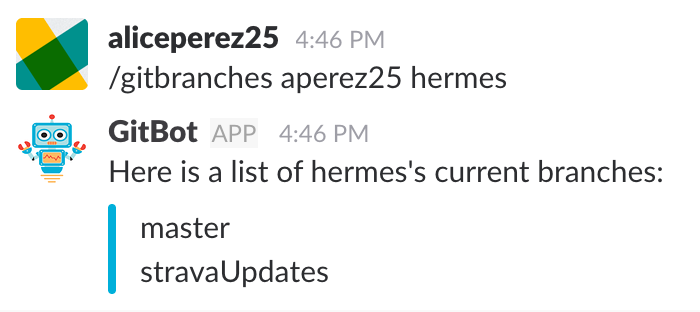 aliceperez25 4:46 PM
/gitbranches aperez25 hermes
GitBot APP 4:46 PM
Here is a list of hermes's current branches:
master
stravaUpdates